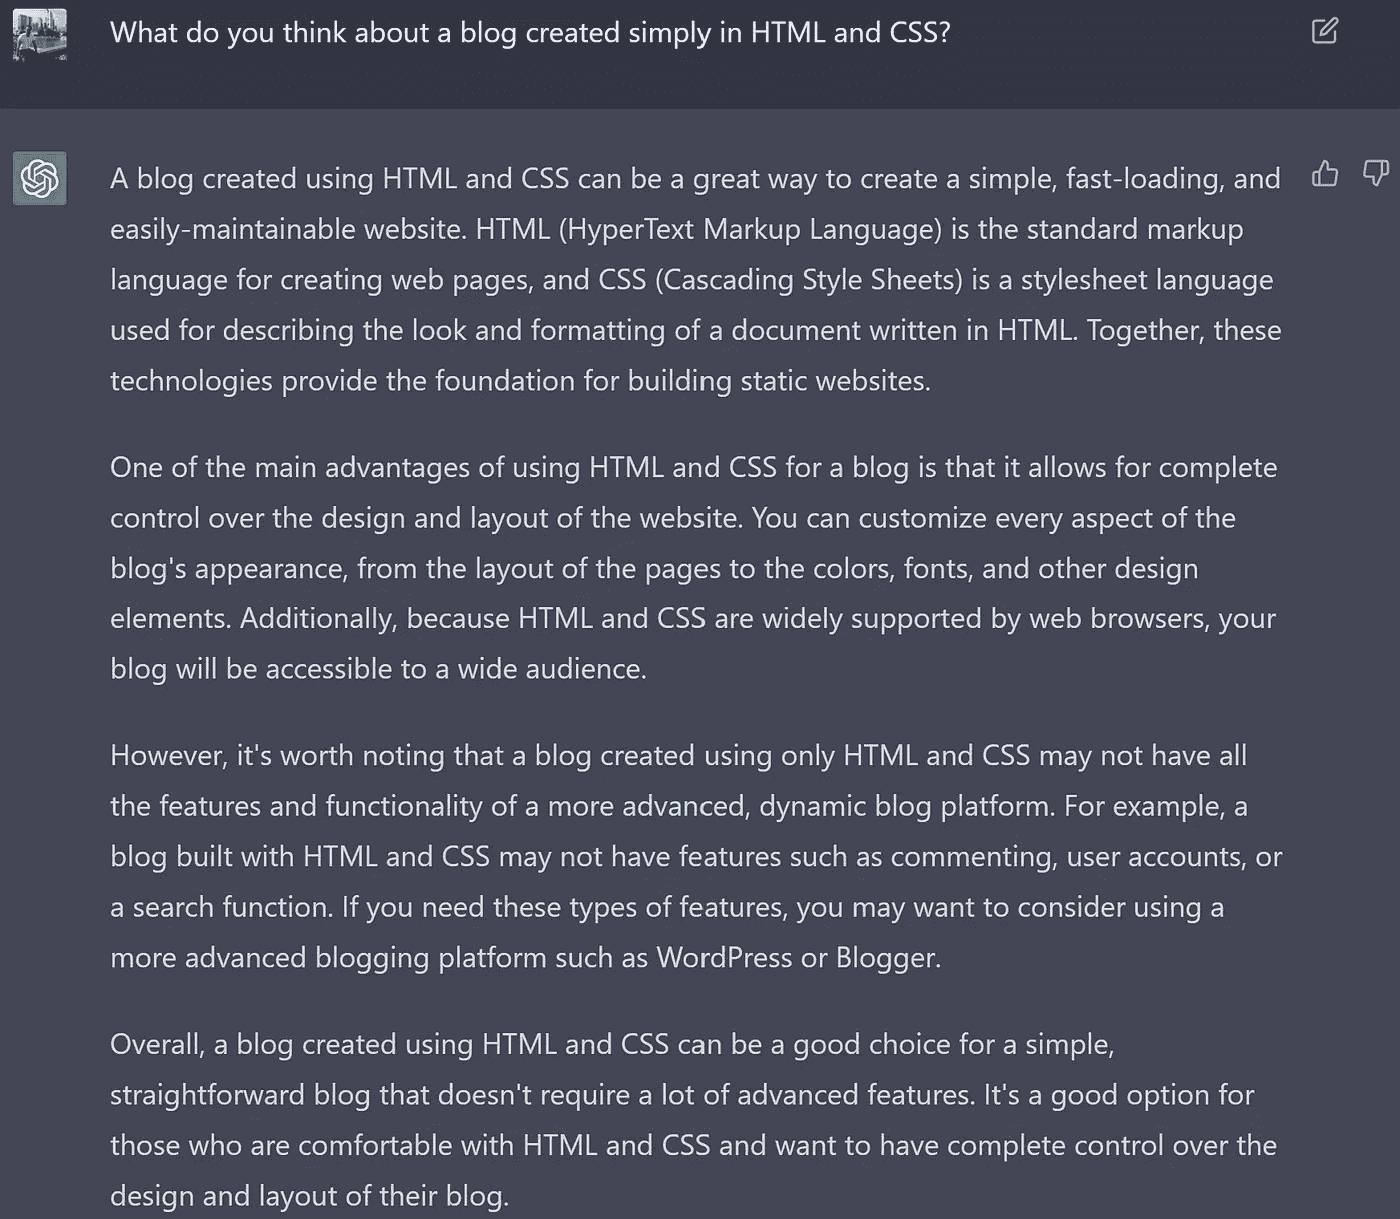 What do you think about a blog created simply in HTML and CSS?
A blog created using HTML and CSS can be a great way to create a simple, fast-loading, and
easily-maintainable website. HTML (HyperText Markup Language) is the standard markup
language for creating web pages, and CSS (Cascading Style Sheets) is a stylesheet language
used for describing the look and formatting of a document written in HTML. Together, these
technologies provide the foundation for building static websites.
One of the main advantages of using HTML and CSS for a blog is that it allows for complete
control over the design and layout of the website. You can customize every aspect of the
blog's appearance, from the layout of the pages to the colors, fonts, and other design
elements. Additionally, because HTML and CSS are widely supported by web browsers, your
blog will be accessible to a wide audience.
However, it's worth noting that a blog created using only HTML and CSS may not have all
the features and functionality of a more advanced, dynamic blog platform. For example, a
blog built with HTML and CSS may not have features such as commenting, user accounts, or
a search function. If you need these types of features, you may want to consider using a
more advanced blogging platform such as WordPress or Blogger.
Overall, a blog created using HTML and CSS can be a good choice for a simple,
straightforward blog that doesn't require a lot of advanced features. It's a good option for
those who are comfortable with HTML and CSS and want to have complete control over the
design and layout of their blog.